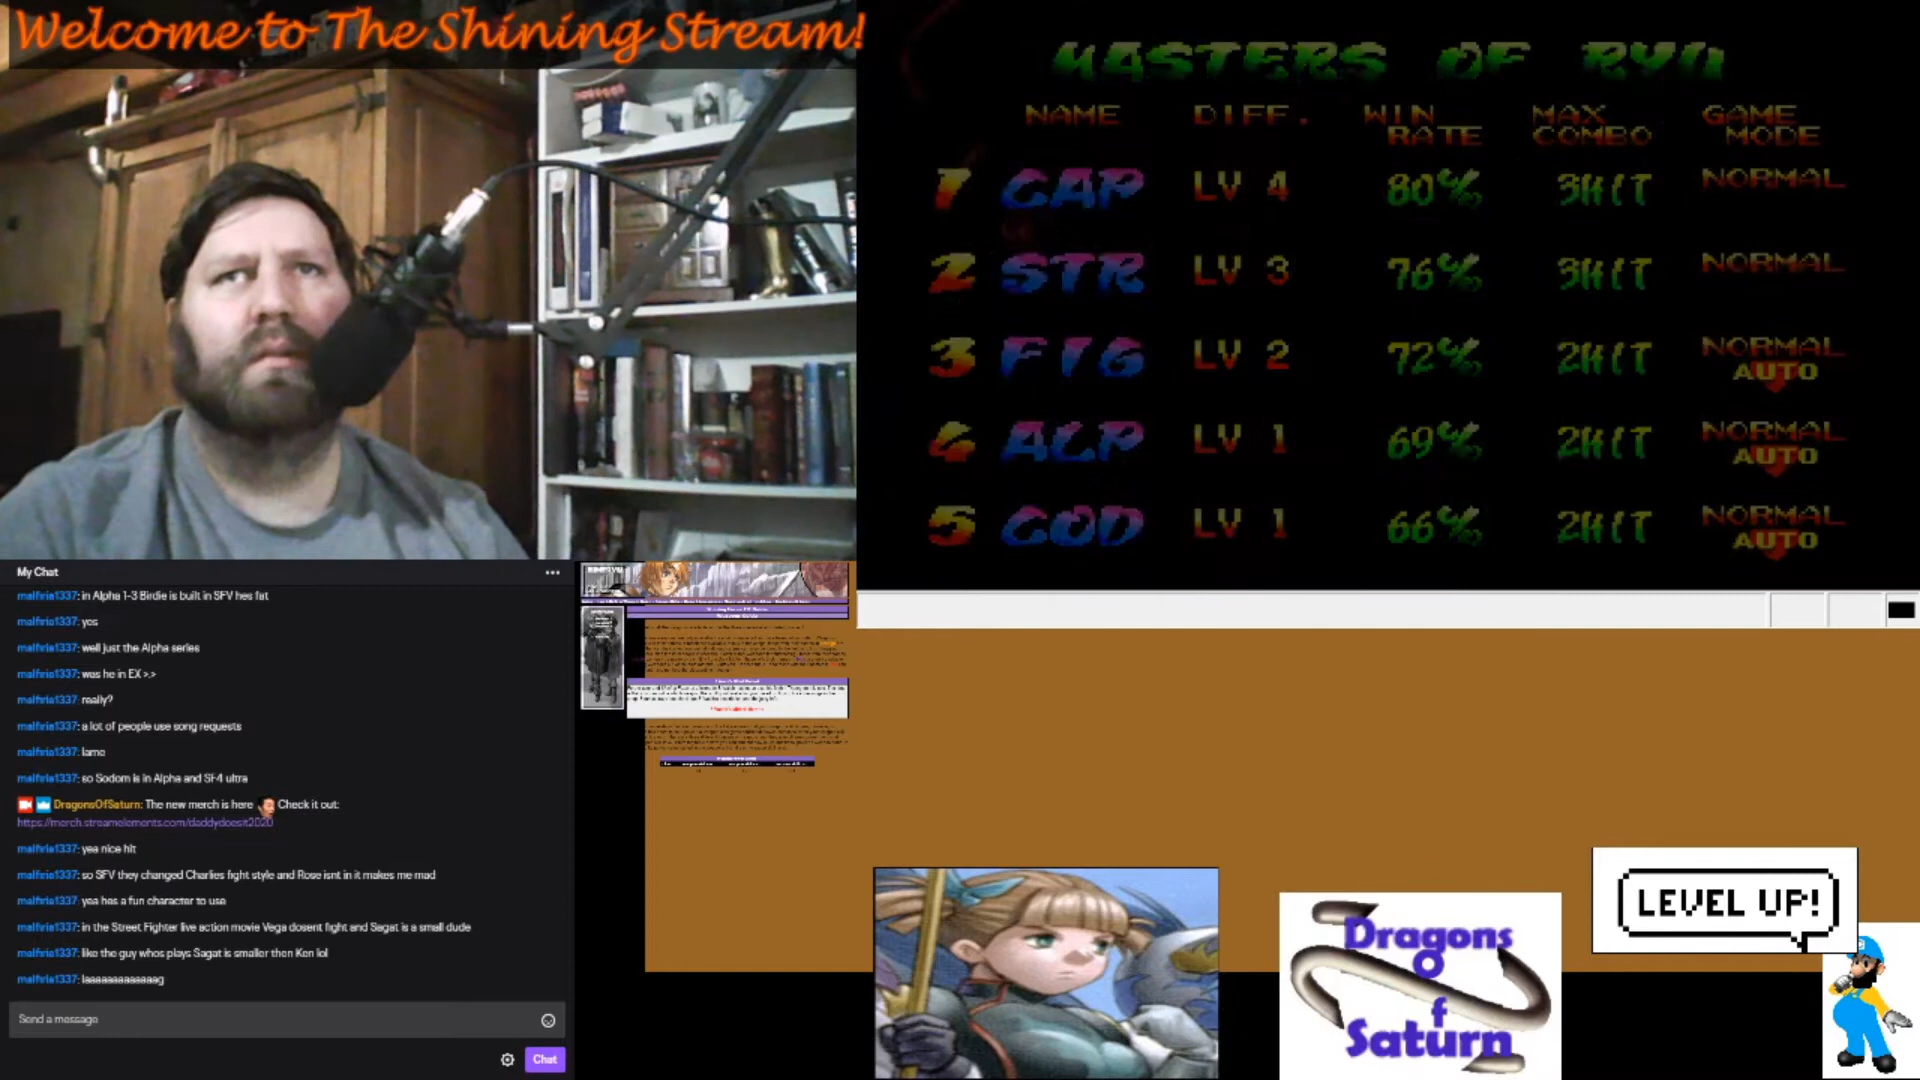 Welcome to The Shining Stream!
MASTERS OF RYU
NAME DIFF. WIN RATE MAX COMBO GAME MODE
1 CAP LV 4 80% 3HIT NORMAL
2 STR LV 3 76% 3HIT NORMAL
3 FIG LV 2 72% 2HIT NORMAL AUTO
4 ALP LV 1 69% 2HIT NORMAL AUTO
5 COD LV 1 66% 2HIT NORMAL AUTO
My Chat
malfria1337: in Alpha 1-3 Birdie is built in SFV hes fat
malfria1337: yes
malfria1337: well just the Alpha series
malfria1337: was he in EX >.>
malfria1337: really?
malfria1337: a lot of people use song requests
malfria1337: lame
malfria1337: so Sodom is in Alpha and SF4 ultra
DragonsOfSaturn: The new merch is here Check it out:
https://merch.streamelements.com/daddydoesit2020
malfria1337: yea nice hit
malfria1337: so SFV they changed Charlies fight style and Rose isnt in it makes me mad
malfria1337: yea hes a fun character to use
malfria1337: in the Street Fighter live action movie Vega dosent fight and Sagat is a small dude
malfria1337: like the guy whos plays Sagat is smaller then Ken lol
malfria1337: laaaaaaaaaaaaag
Send a message
Chat
LEVEL UP!
Dragons
O
f
Saturn